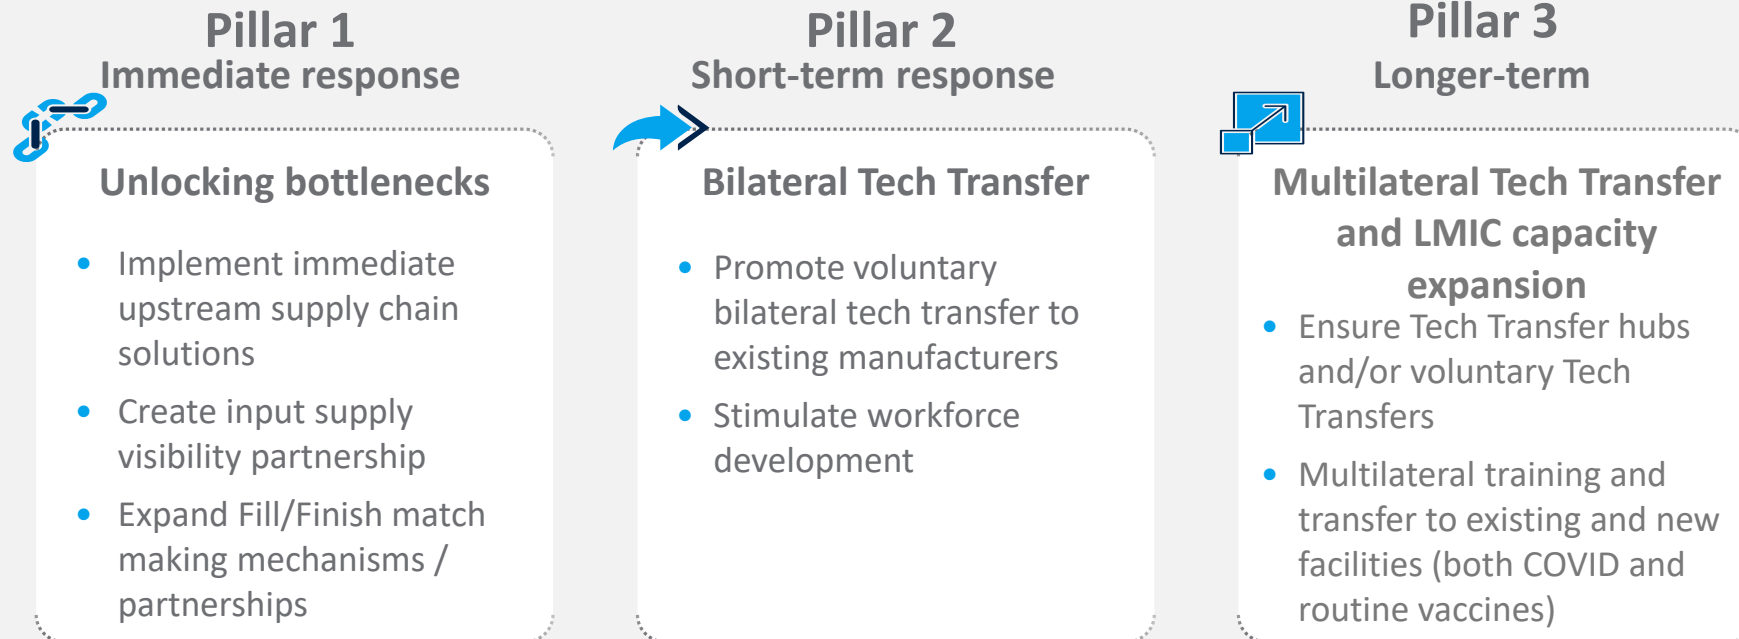 Pillar 1
Immediate response
Unlocking bottlenecks
• Implement immediate
upstream supply chain
solutions
• Create input supply
visibility partnership
• Expand Fill/Finish match
making mechanisms /
partnerships
Pillar 2
Short-term response
Bilateral Tech Transfer
• Promote voluntary
bilateral tech transfer to
existing manufacturers
• Stimulate workforce
development
Pillar 3
Longer-term
Multilateral Tech Transfer
and LMIC capacity
expansion
• Ensure Tech Transfer hubs
and/or voluntary Tech
Transfers
• Multilateral training and
transfer to existing and new
facilities (both COVID and
routine vaccines)